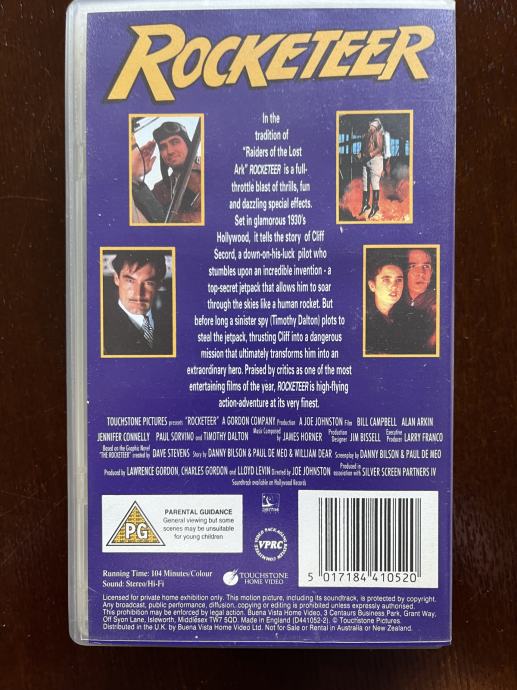 ROCKETEER
In the
tradition of
"Raiders of the Lost
Ark" ROCKETEER is a full-
throttle blast of thrills, fun
and dazzling special effects.
Set in glamorous 1930's
Hollywood, it tells the story of Cliff
Secord, a down-on-his-luck pilot who
stumbles upon an incredible invention - a
top-secret jetpack that allows him to soar
through the skies like a human rocket. But
before long a sinister spy (Timothy Dalton) plots to
steal the jetpack, thrusting Cliff into a dangerous
mission that ultimately transforms him into an
extraordinary hero. Praised by critics as one of the most
entertaining films of the year, ROCKETEER is high-flying
action-adventure at its very finest.
TOUCHSTONE PICTURES presents "ROCKETEER" A GORDON COMPANY Production A JOE JOHNSTON Film BILL CAMPBELL ALAN ARKIN
JENNIFER CONNELLY PAUL SORVINO and TIMOTHY DALTON Music Composed by JAMES HORNER Production Designer JIM BISSELL Executive Producer LARRY FRANCO
Based on the Graphic Novel "THE ROCKETEER" created by DAVE STEVENS Story by DANNY BILSON & PAUL DE MEO & WILLIAM DEAR Screenplay by DANNY BILSON & PAUL DE MEO
Produced by LAWRENCE GORDON, CHARLES GORDON and LLOYD LEVIN Directed by JOE JOHNSTON Produced in association with SILVER SCREEN PARTNERS IV
Soundtrack available on Hollywood Records
PG
PARENTAL GUIDANCE
General viewing but some
scenes may be unsuitable
for young children
VPRC
Running Time: 104 Minutes/Colour
Sound: Stereo/Hi-Fi
TOUCHSTONE
HOME VIDEO
5 017184 410520
Licensed for private home exhibition only. This motion picture, including its soundtrack, is protected by copyright.
Any broadcast, public performance, diffusion, copying or editing is prohibited unless expressly authorised.
This prohibition may be enforced by legal action. Buena Vista Home Video, 3 Centaurs Business Park, Grant Way,
Off Syon Lane, Isleworth, Middlesex TW7 5QD. Made in England (D441052-2). © Touchstone Pictures.
Distributed in the U.K. by Buena Vista Home Video Ltd. Not for Sale or Rental in Australia or New Zealand.